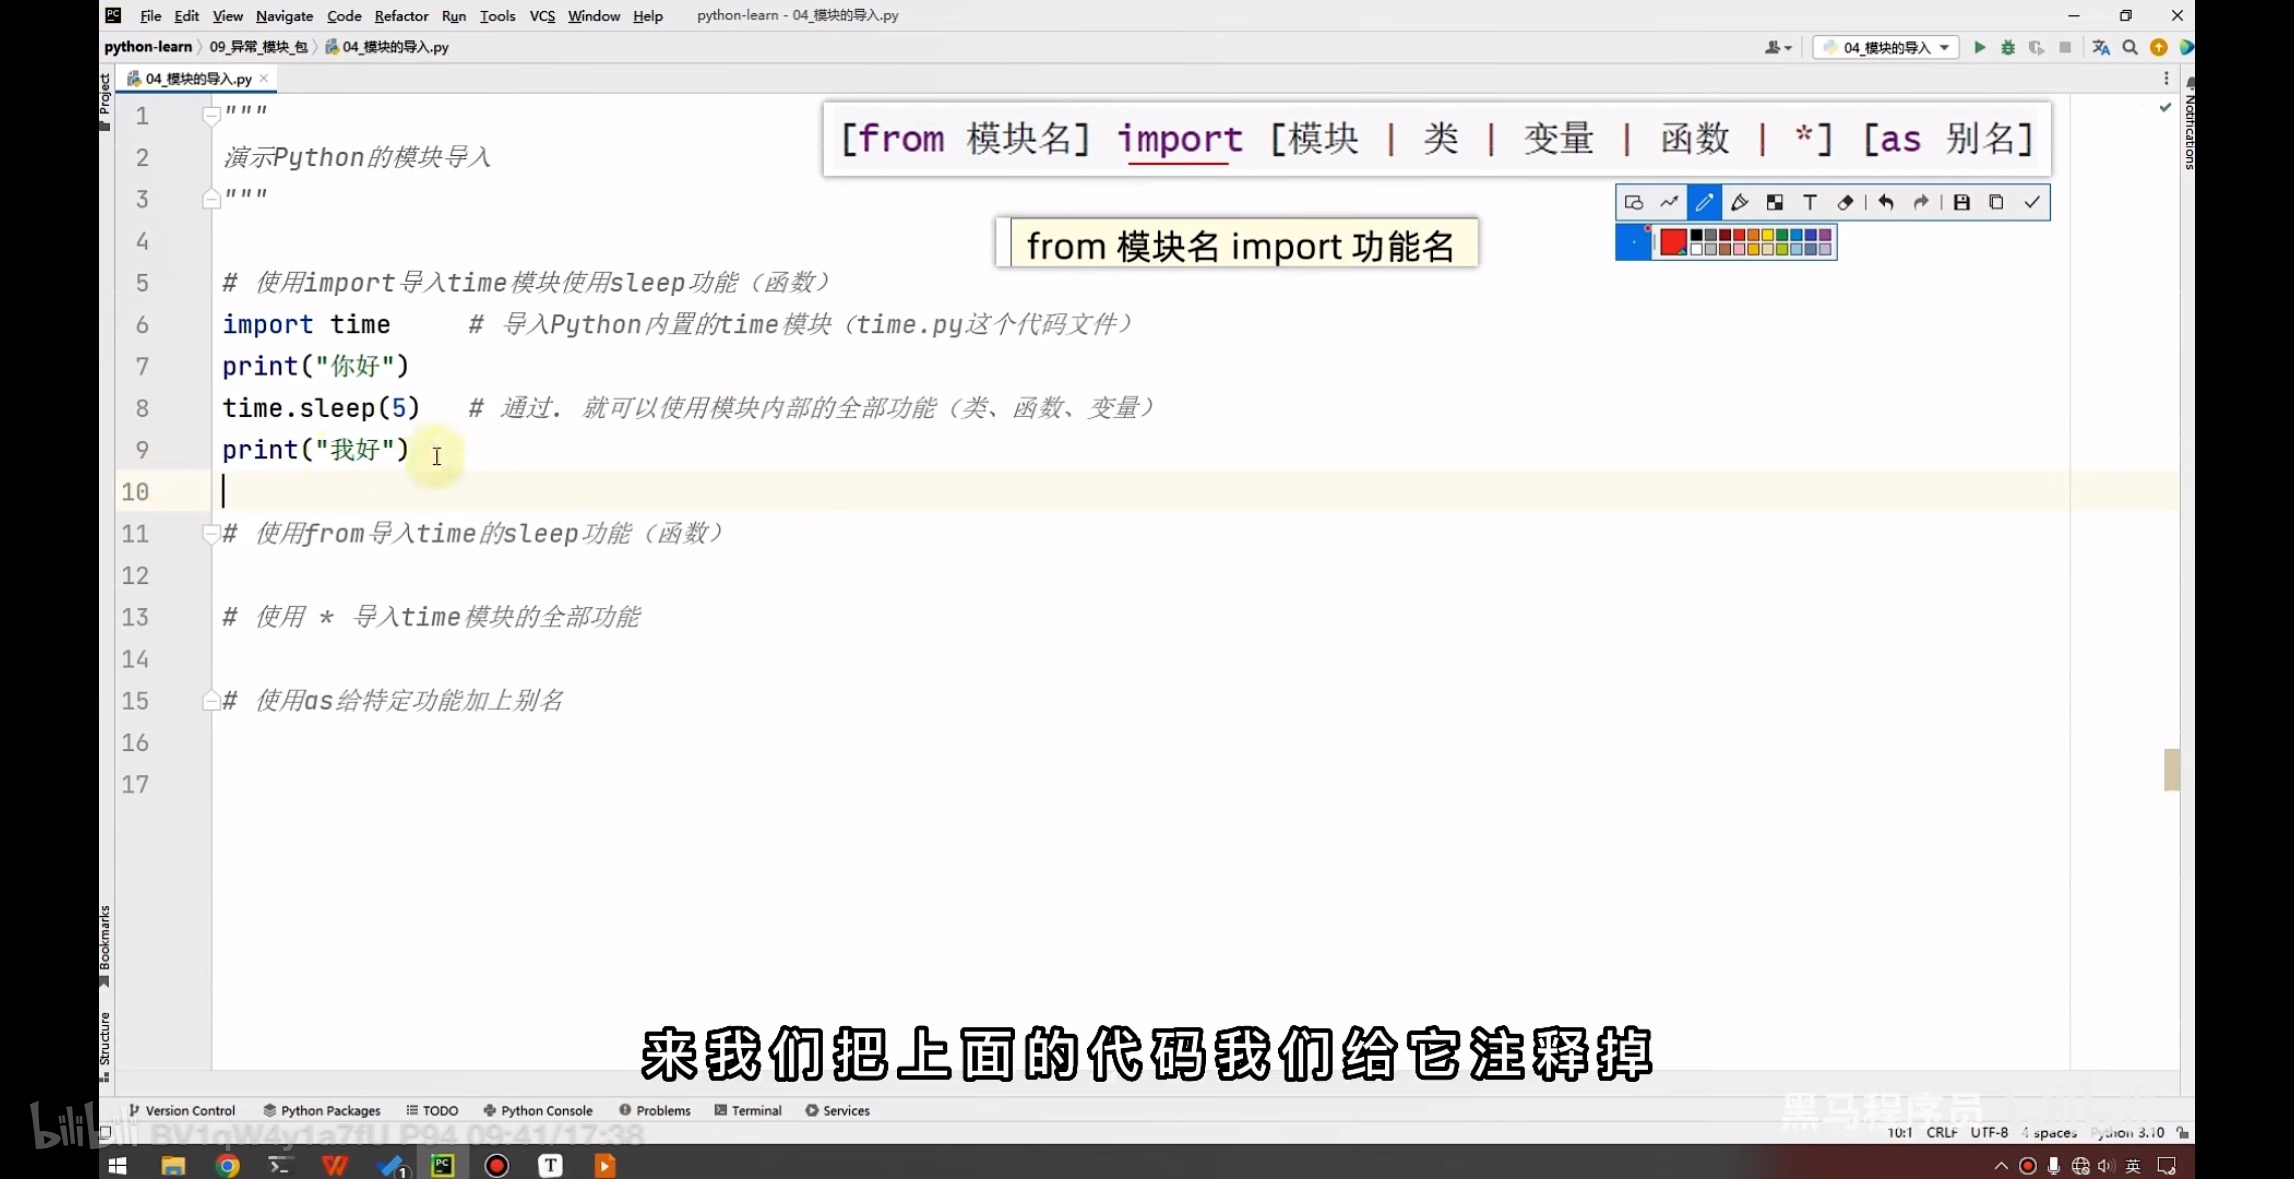 File Edit View Navigate Code Refactor Run Tools VCS Window Help python-learn - 04_模块的导入.py
python-learn 09_异常_模块_包 04_模块的导入.py 04_模块的导入
Project 04_模块的导入.py
Notifications
[from 模块名] import [模块 | 类 | 变量 | 函数 | *] [as 别名]
from 模块名 import 功能名
1 """
2 演示Python的模块导入
3 """
4
5 # 使用import导入time模块使用sleep功能（函数）
6 import time # 导入Python内置的time模块（time.py这个代码文件）
7 print("你好")
8 time.sleep(5) # 通过. 就可以使用模块内部的全部功能（类、函数、变量）
9 print("我好")
10
11 # 使用from导入time的sleep功能（函数）
12
13 # 使用 * 导入time模块的全部功能
14
15 # 使用as给特定功能加上别名
16
17
Bookmarks
Structure
来我们把上面的代码我们给它注释掉
Version Control Python Packages TODO Python Console Problems Terminal Services
黑马程序员
bilibili BV1qW4y1a7fU P94 09:41/17:38
10:1 CRLF UTF-8 4 spaces Python 3.10
英